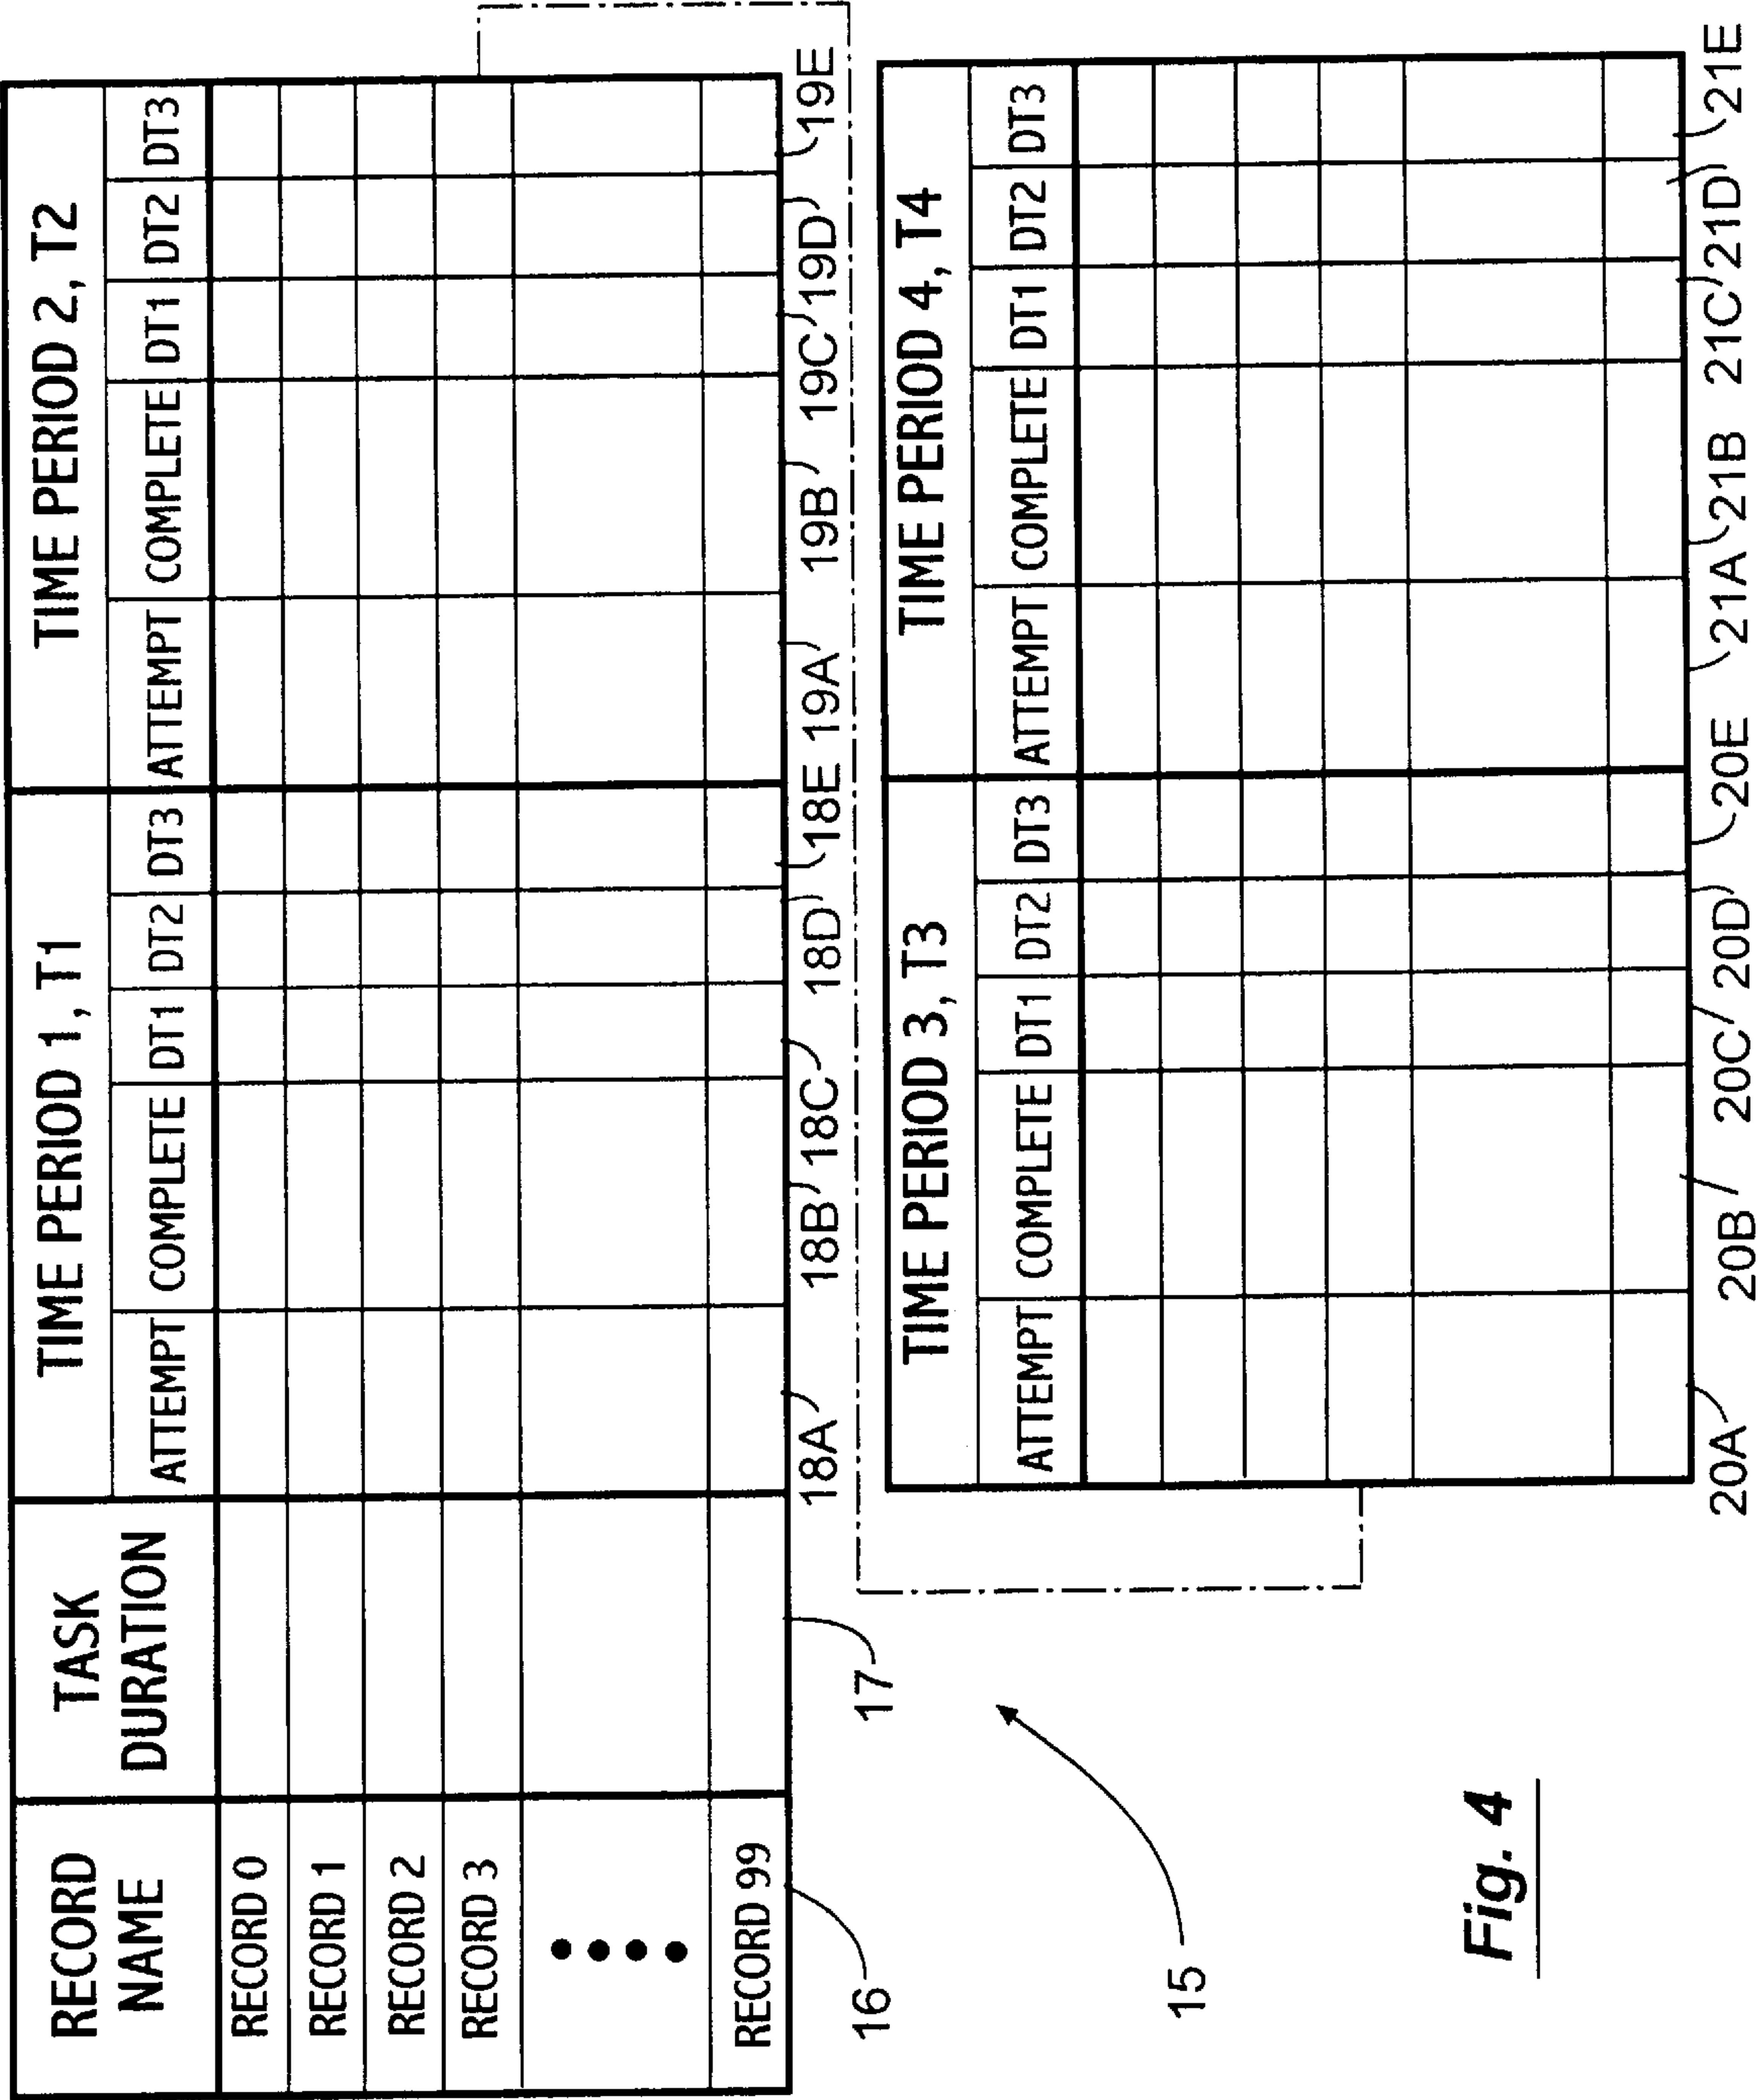 RECORD NAME
TASK DURATION
TIME PERIOD 1, T1
TIME PERIOD 2, T2
ATTEMPT COMPLETE DT1 DT2 DT3 ATTEMPT COMPLETE DT1 DT2 DT3
RECORD 0
RECORD 1
RECORD 2
RECORD 3
RECORD 99
16 17 18A 18B 18C 18D 18E 19A 19B 19C 19D 19E
TIME PERIOD 3, T3
TIME PERIOD 4, T4
ATTEMPT COMPLETE DT1 DT2 DT3 ATTEMPT COMPLETE DT1 DT2 DT3
20A 20B 20C 20D 20E 21A 21B 21C 21D 21E
15
Fig. 4